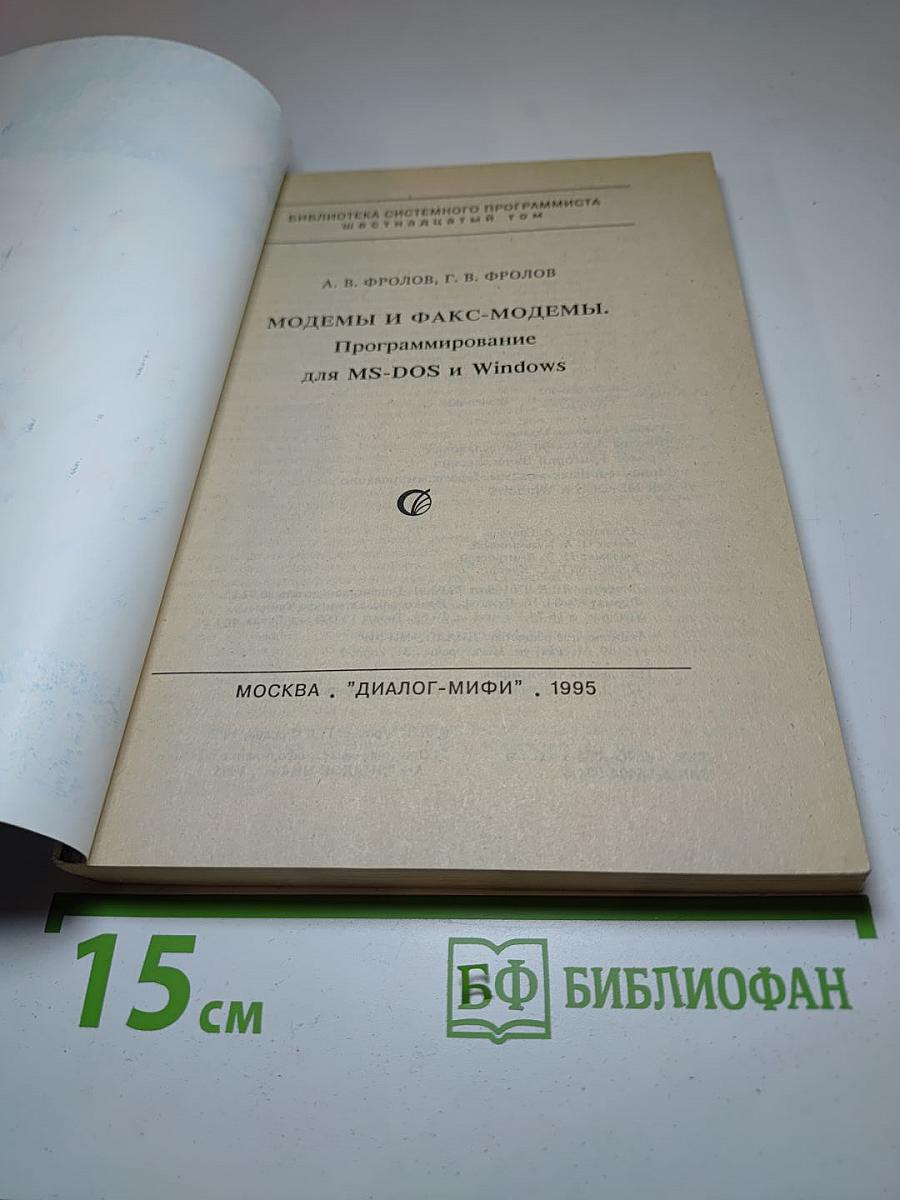 БИБЛИОТЕКА СИСТЕМНОГО ПРОГРАММИСТА
шестнадцатый том
А. В. ФРОЛОВ, Г. В. ФРОЛОВ
МОДЕМЫ И ФАКС-МОДЕМЫ.
Программирование
для MS-DOS и Windows
МОСКВА . "ДИАЛОГ-МИФИ" . 1995
15 см
БФ БИБЛИОФАН